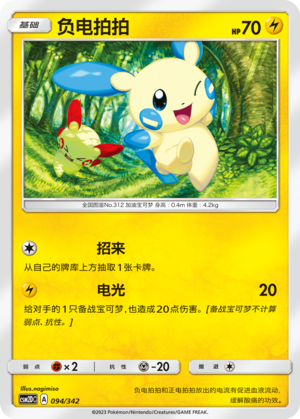 基础 负电拍拍 HP70
全国图鉴No.312 加油宝可梦 身高：0.4m 体重：4.2kg
招来
从自己的牌库上方抽取1张卡牌。
电光 20
给对手的1只备战宝可梦，也造成20点伤害。[备战宝可梦不计算
弱点、抗性。]
弱点 ×2 抗性 -20 撤退
Illus.nagimiso
CSM2D C A 094/342
负电拍拍和正电拍拍放出的电流有促进血液流动，
缓解酸痛的功效。
©2023 Pokémon/Nintendo/Creatures/GAME FREAK.